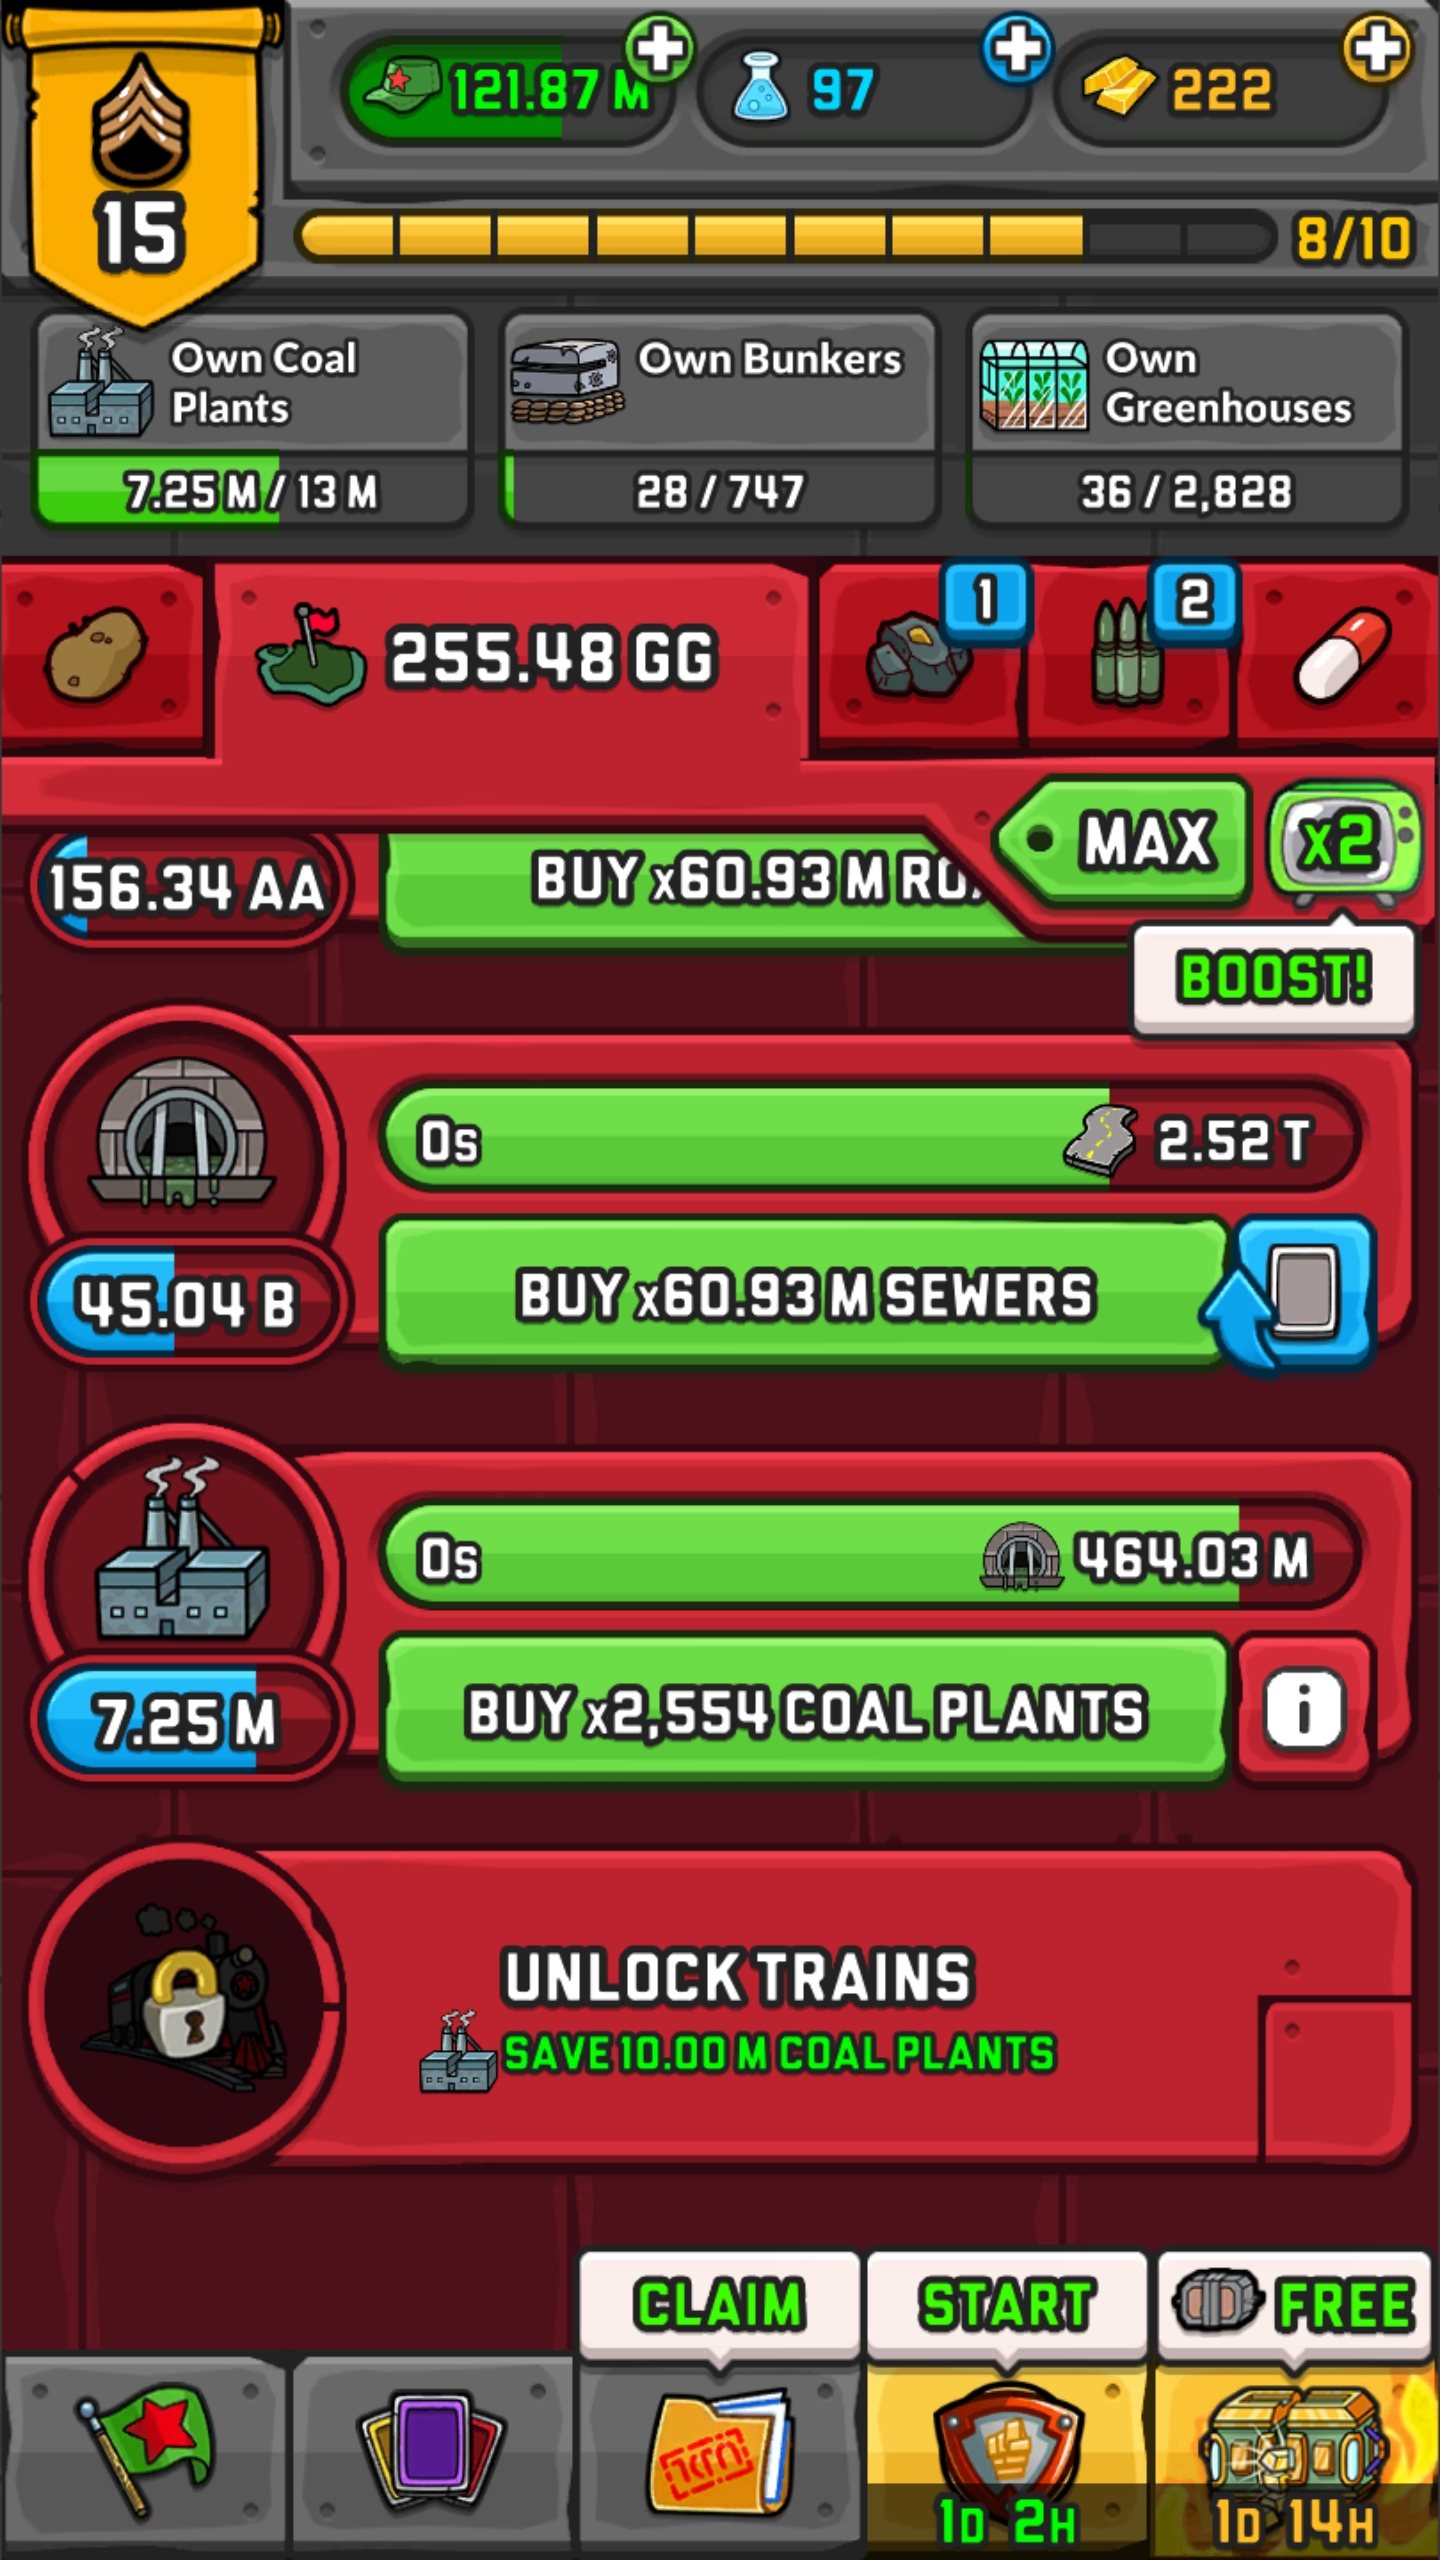 121.87 M
97
222
15
8/10
Own Coal
Plants
7.25 M / 13 M
Own Bunkers
28 / 747
Own
Greenhouses
36 / 2,828
255.48 GG
1
2
MAX
x2
BOOST!
156.34 AA
BUY x60.93 M
0s
2.52 T
45.04 B
BUY x60.93 M SEWERS
0s
464.03 M
7.25 M
BUY x2,554 COAL PLANTS
i
UNLOCK TRAINS
SAVE 10.00 M COAL PLANTS
CLAIM
START
FREE
1D 2H
1D 14H